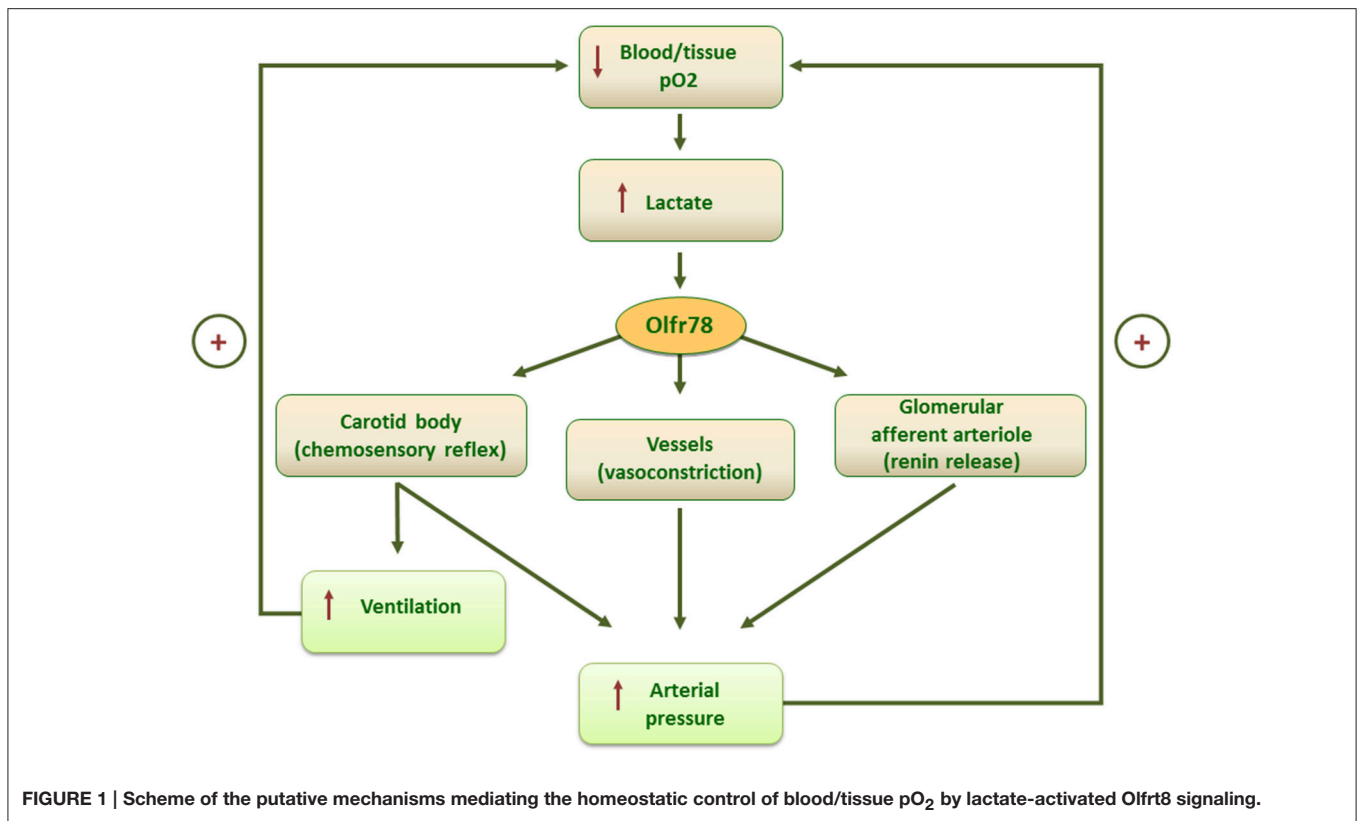 Blood/tissue
pO2
Lactate
Olfr78
+
+
Carotid body
(chemosensory reflex)
Vessels
(vasoconstriction)
Glomerular
afferent arteriole
(renin release)
Ventilation
Arterial
pressure
FIGURE 1 | Scheme of the putative mechanisms mediating the homeostatic control of blood/tissue pO2 by lactate-activated Olfrt8 signaling.